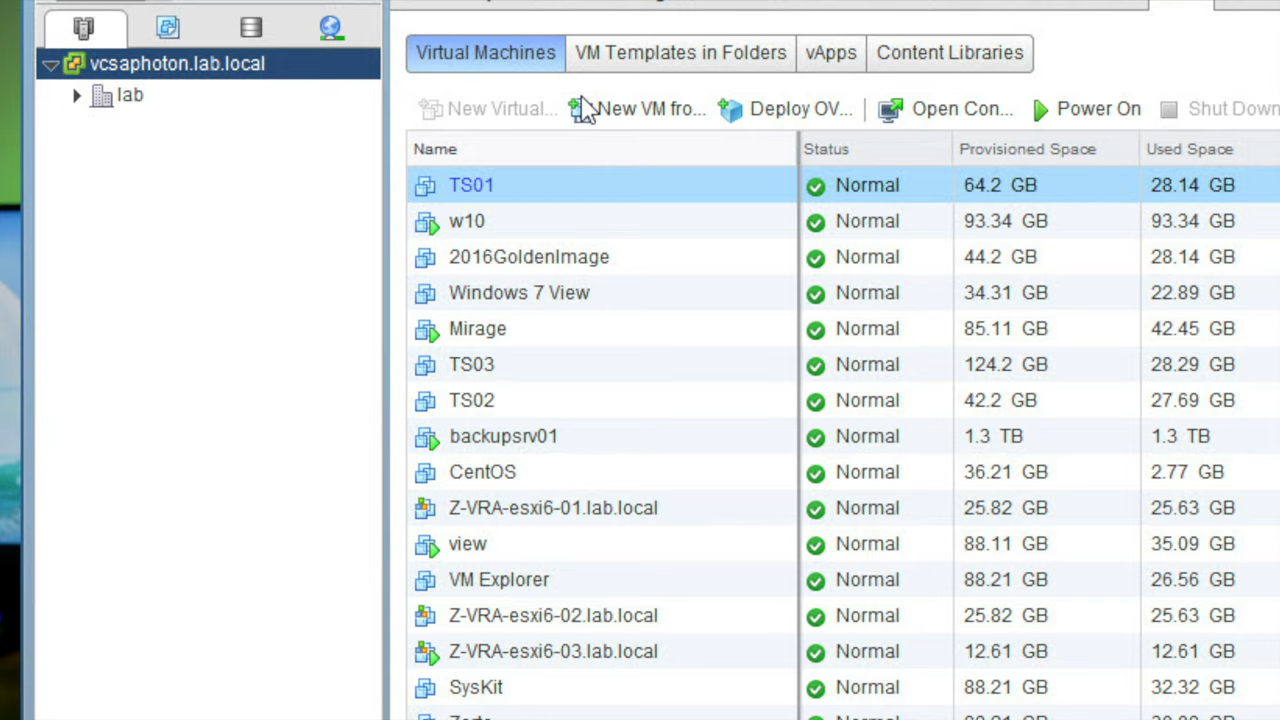 vcsaphoton.lab.local
lab
Virtual Machines VM Templates in Folders vApps Content Libraries
New Virtual... New VM fro... Deploy OV... Open Con... Power On Shut Down
Name Status Provisioned Space Used Space
TS01 Normal 64.2 GB 28.14 GB
w10 Normal 93.34 GB 93.34 GB
2016GoldenImage Normal 44.2 GB 28.14 GB
Windows 7 View Normal 34.31 GB 22.89 GB
Mirage Normal 85.11 GB 42.45 GB
TS03 Normal 124.2 GB 28.29 GB
TS02 Normal 42.2 GB 27.69 GB
backupsrv01 Normal 1.3 TB 1.3 TB
CentOS Normal 36.21 GB 2.77 GB
Z-VRA-esxi6-01.lab.local Normal 25.82 GB 25.63 GB
view Normal 88.11 GB 35.09 GB
VM Explorer Normal 88.21 GB 26.56 GB
Z-VRA-esxi6-02.lab.local Normal 25.82 GB 25.63 GB
Z-VRA-esxi6-03.lab.local Normal 12.61 GB 12.61 GB
SysKit Normal 88.21 GB 32.32 GB